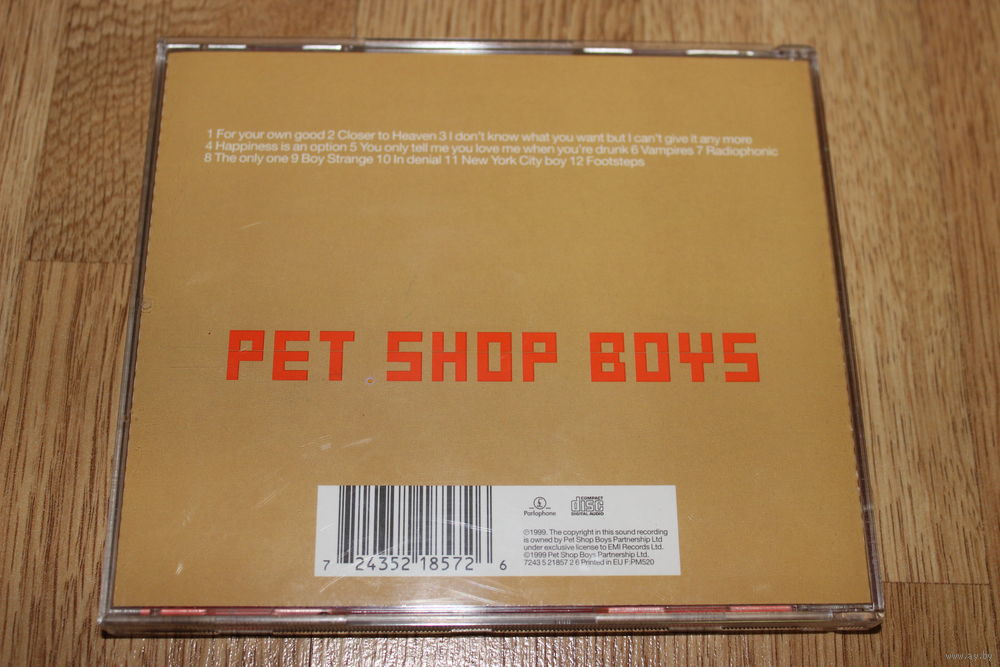 1 For your own good 2 Closer to Heaven 3 I don't know what you want but I can't give it any more
4 Happiness is an option 5 You only tell me you love me when you're drunk 6 Vampires 7 Radiophonic
8 The only one 9 Boy Strange 10 In denial 11 New York City boy 12 Footsteps
PET SHOP BOYS
7 24352 18572 6
Parlophone
COMPACT
disc
DIGITAL AUDIO
℗1999. The copyright in this sound recording
is owned by Pet Shop Boys Partnership Ltd
under exclusive license to EMI Records Ltd.
©1999 Pet Shop Boys Partnership Ltd.
7243 5 21857 2 6 Printed in EU F:PM520
www.ay.by